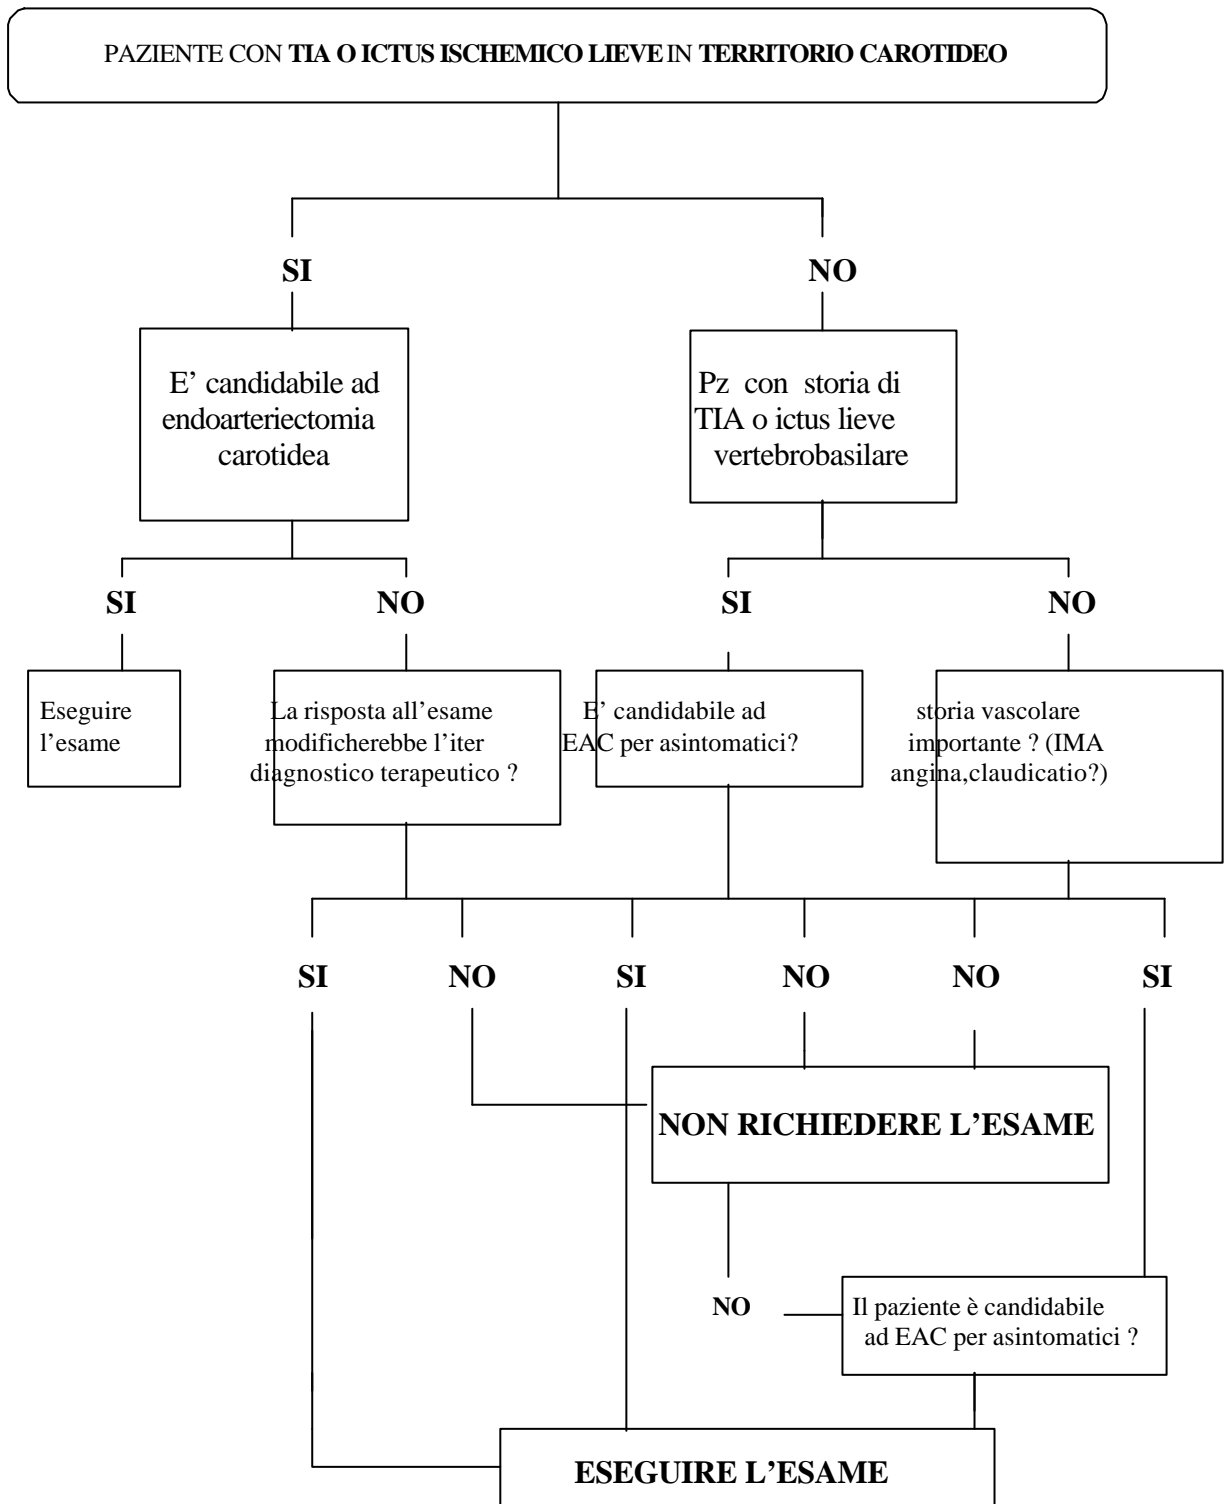 PAZIENTE CON TIA O ICTUS ISCHEMICO LIEVE IN TERRITORIO CAROTIDEO
SI
NO
E’ candidabile ad
endoarteriectomia
carotidea
Pz con storia di
TIA o ictus lieve
vertebrobasilare
SI
NO
SI
NO
Eseguire
l’esame
La risposta all’esame
modificherebbe l’iter
diagnostico terapeutico ?
E’ candidabile ad
EAC per asintomatici?
storia vascolare
importante ? (IMA
angina,claudicatio?)
SI
NO
SI
NO
NO
SI
NON RICHIEDERE L’ESAME
NO
Il paziente è candidabile
ad EAC per asintomatici ?
ESEGUIRE L’ESAME